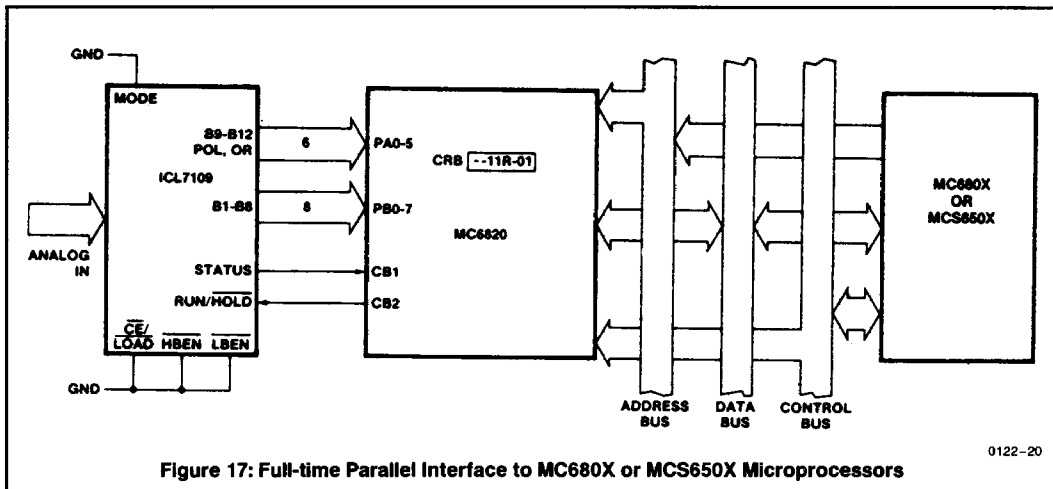 GND
MODE
B9-B12
POL, OR
6
PA0-5
ICL7109
CRB --11R-01
B1-B8
8
PB0-7
MC6820
MC680X
OR
MCS650X
ANALOG
IN
STATUS
CB1
RUN/HOLD
CB2
CE/
LOAD HBEN LBEN
GND
ADDRESS
BUS
DATA
BUS
CONTROL
BUS
0122-20
Figure 17: Full-time Parallel Interface to MC680X or MCS650X Microprocessors